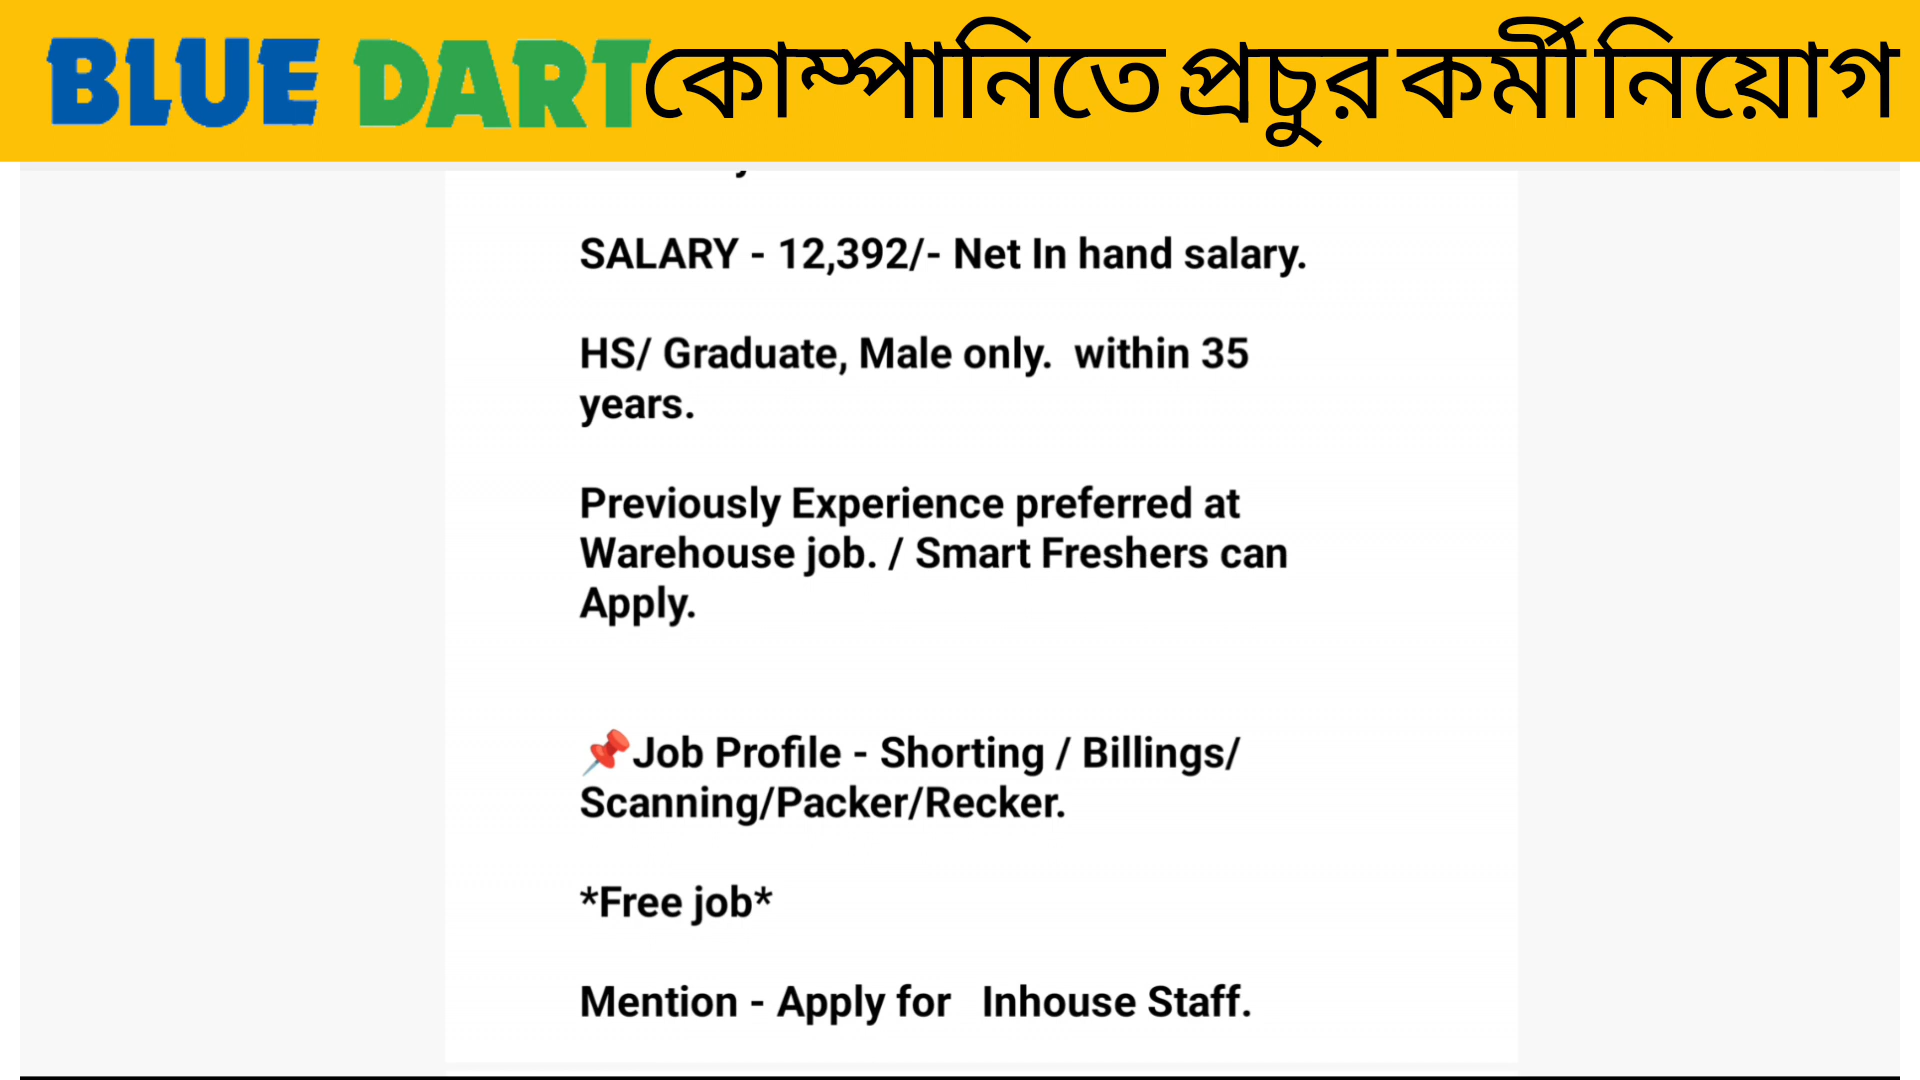 BLUE DART কোম্পানিতে প্রচুর কর্মী নিয়োগ
SALARY - 12,392/- Net In hand salary.
HS/ Graduate, Male only. within 35
years.
Previously Experience preferred at
Warehouse job. / Smart Freshers can
Apply.
📌Job Profile - Shorting / Billings/
Scanning/Packer/Recker.
*Free job*
Mention - Apply for Inhouse Staff.